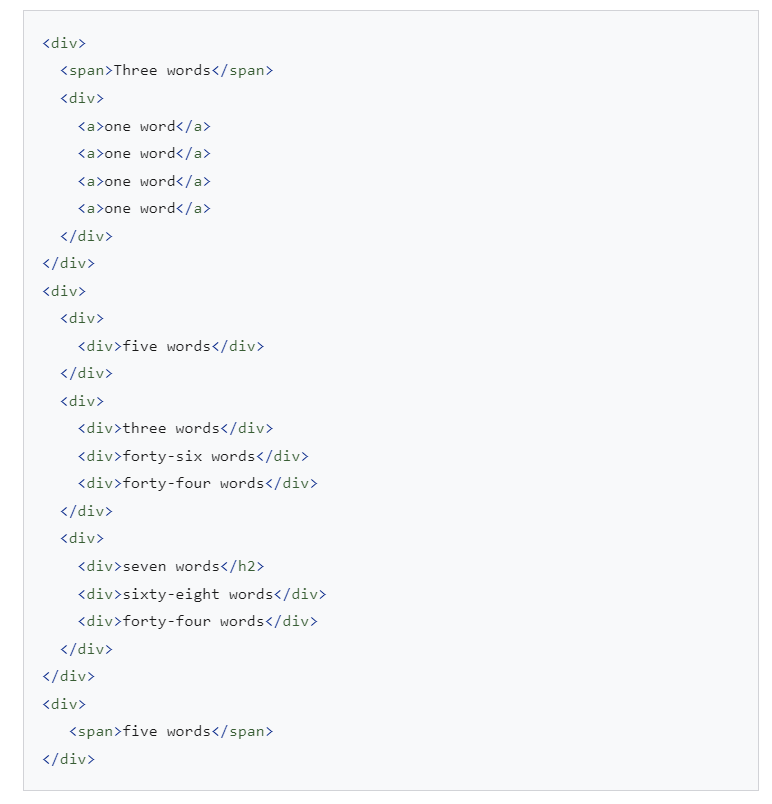 <div>
  <span>Three words</span>
  <div>
    <a>one word</a>
    <a>one word</a>
    <a>one word</a>
    <a>one word</a>
  </div>
</div>
<div>
  <div>
    <div>five words</div>
  </div>
  <div>
    <div>three words</div>
    <div>forty-six words</div>
    <div>forty-four words</div>
  </div>
  <div>
    <div>seven words</h2>
    <div>sixty-eight words</div>
    <div>forty-four words</div>
  </div>
</div>
<div>
   <span>five words</span>
</div>